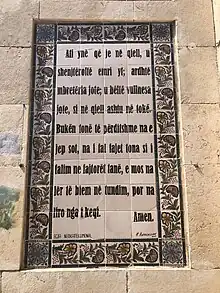 Ati ynë që je në qiell, u
shenjëroftë emri yt; ardhtë
mbretëria jote, u bëftë vullnesa
jote, si në qiell ashtu në tokë.
Bukën tonë të përditshme na e
jep sot, na i fal fajet tona si i
falim ne fajtorët tanë, e mos na
lër të biem në tundim, por na
liro nga i keqi.
Amen.